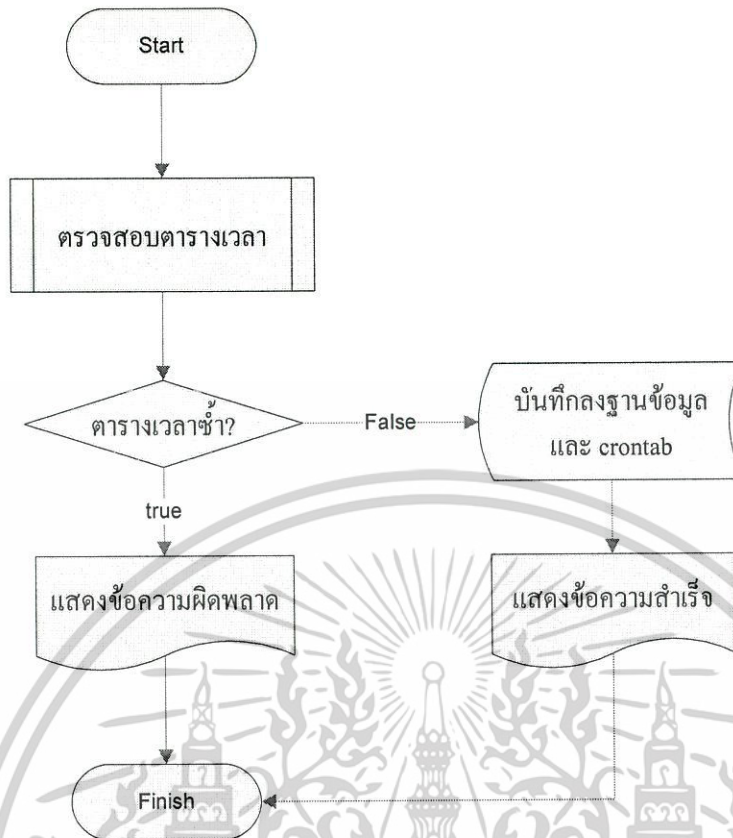 Start
ตรวจสอบตารางเวลา
ตารางเวลาซ้ำ?
False
บันทึกลงฐานข้อมูล
และ crontab
true
แสดงข้อความผิดพลาด
แสดงข้อความสำเร็จ
Finish